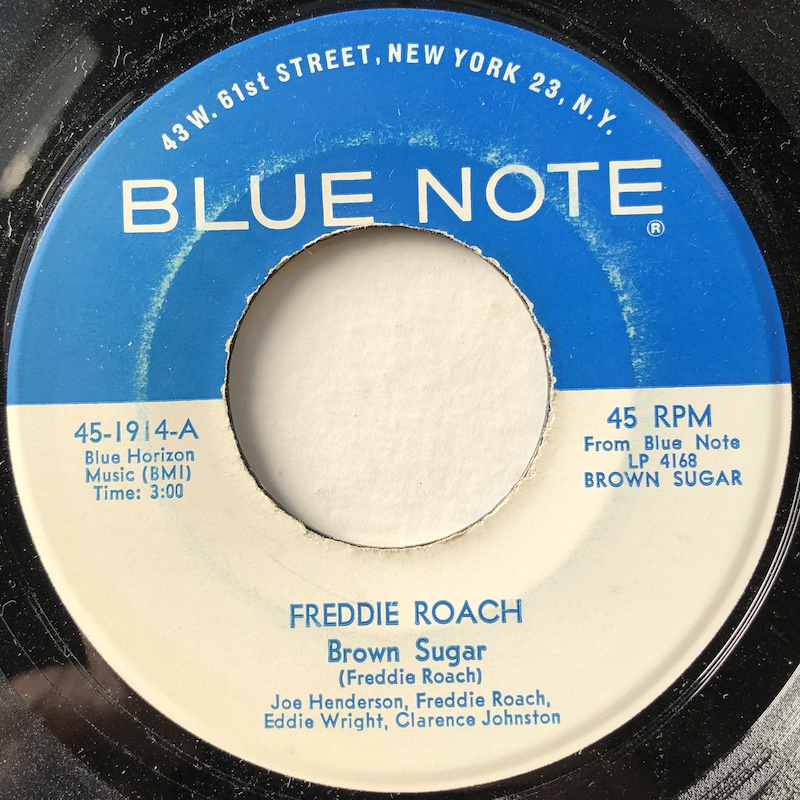 43 W. 61st STREET, NEW YORK 23, N.Y.
BLUE NOTE®
45-1914-A
Blue Horizon
Music (BMI)
Time: 3:00
45 RPM
From Blue Note
LP 4168
BROWN SUGAR
FREDDIE ROACH
Brown Sugar
(Freddie Roach)
Joe Henderson, Freddie Roach,
Eddie Wright, Clarence Johnston